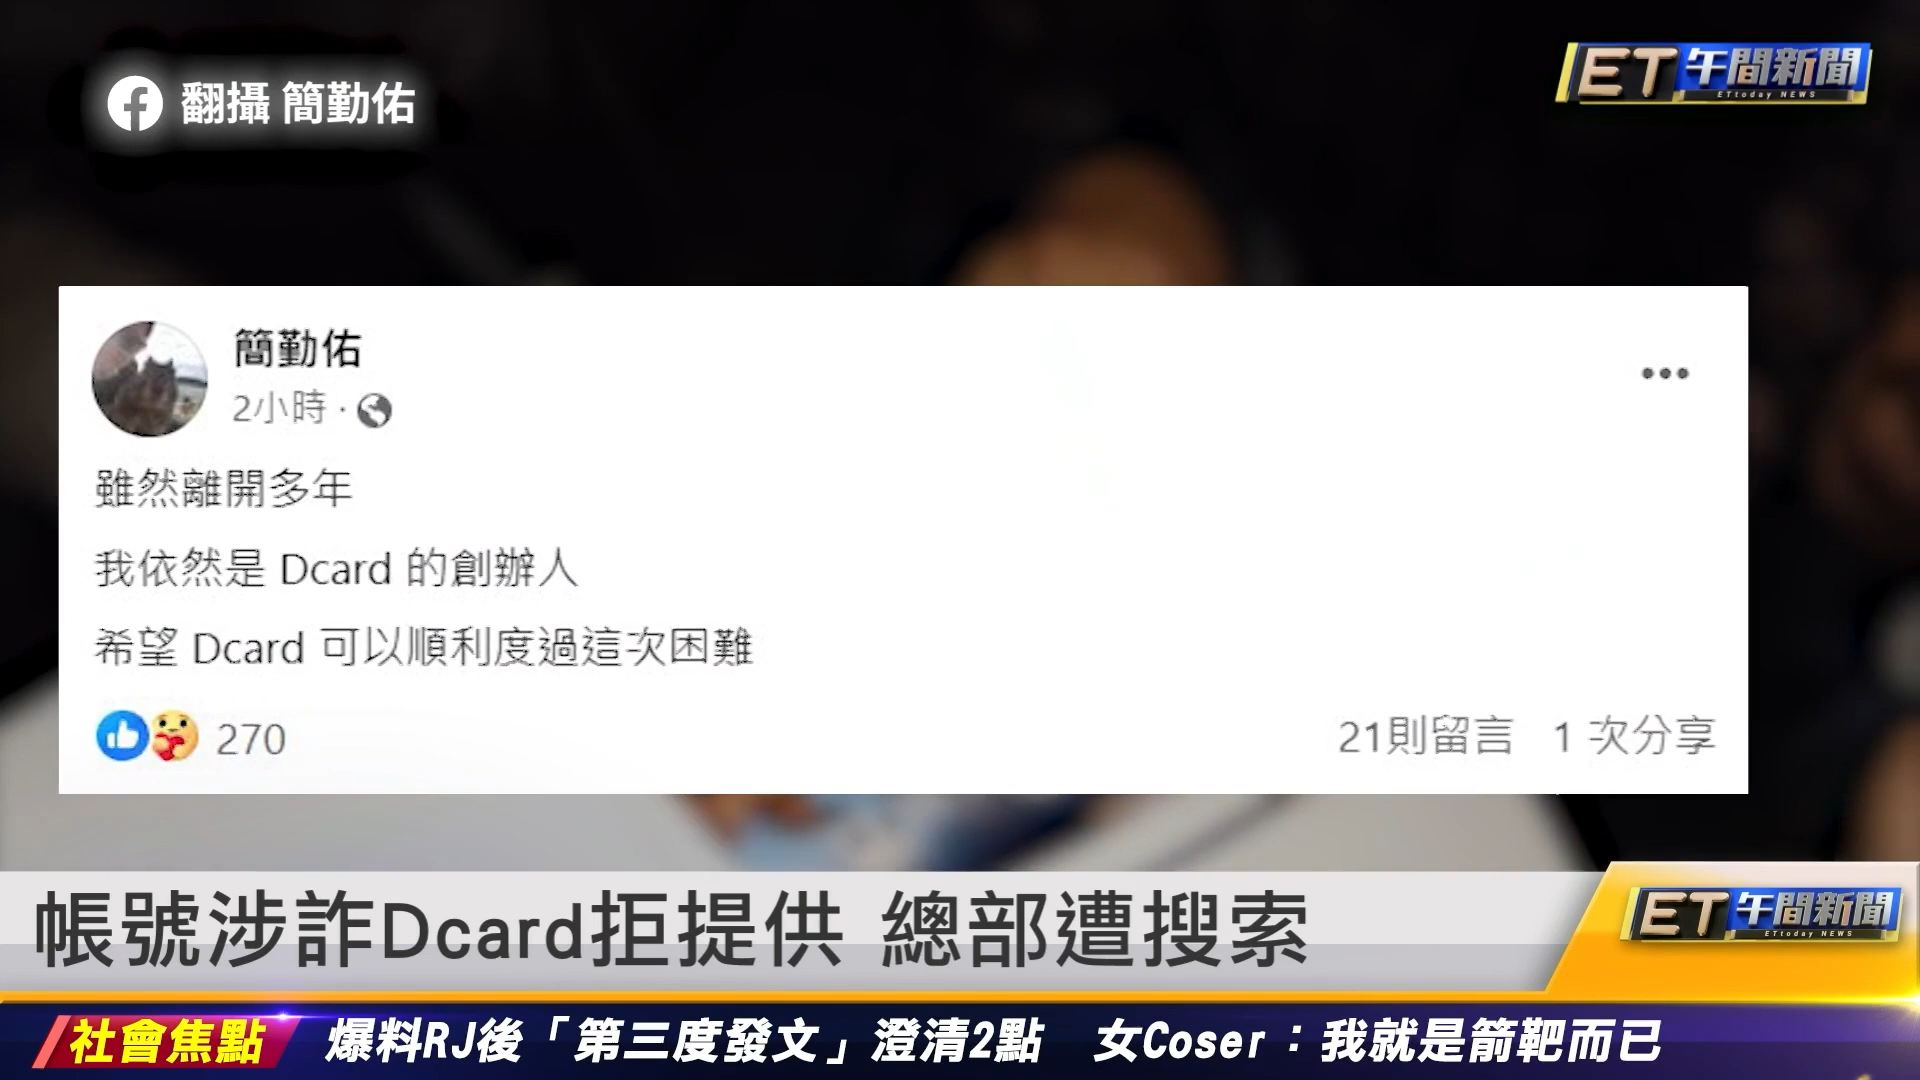 翻攝 簡勤佑
ET午間新聞
ETtoday NEWS
簡勤佑
2小時 ·
雖然離開多年
我依然是 Dcard 的創辦人
希望 Dcard 可以順利度過這次困難
270
21則留言 1 次分享
帳號涉詐Dcard拒提供 總部遭搜索
ET午間新聞
ETtoday NEWS
社會焦點 爆料RJ後「第三度發文」澄清2點 女Coser：我就是箭靶而已